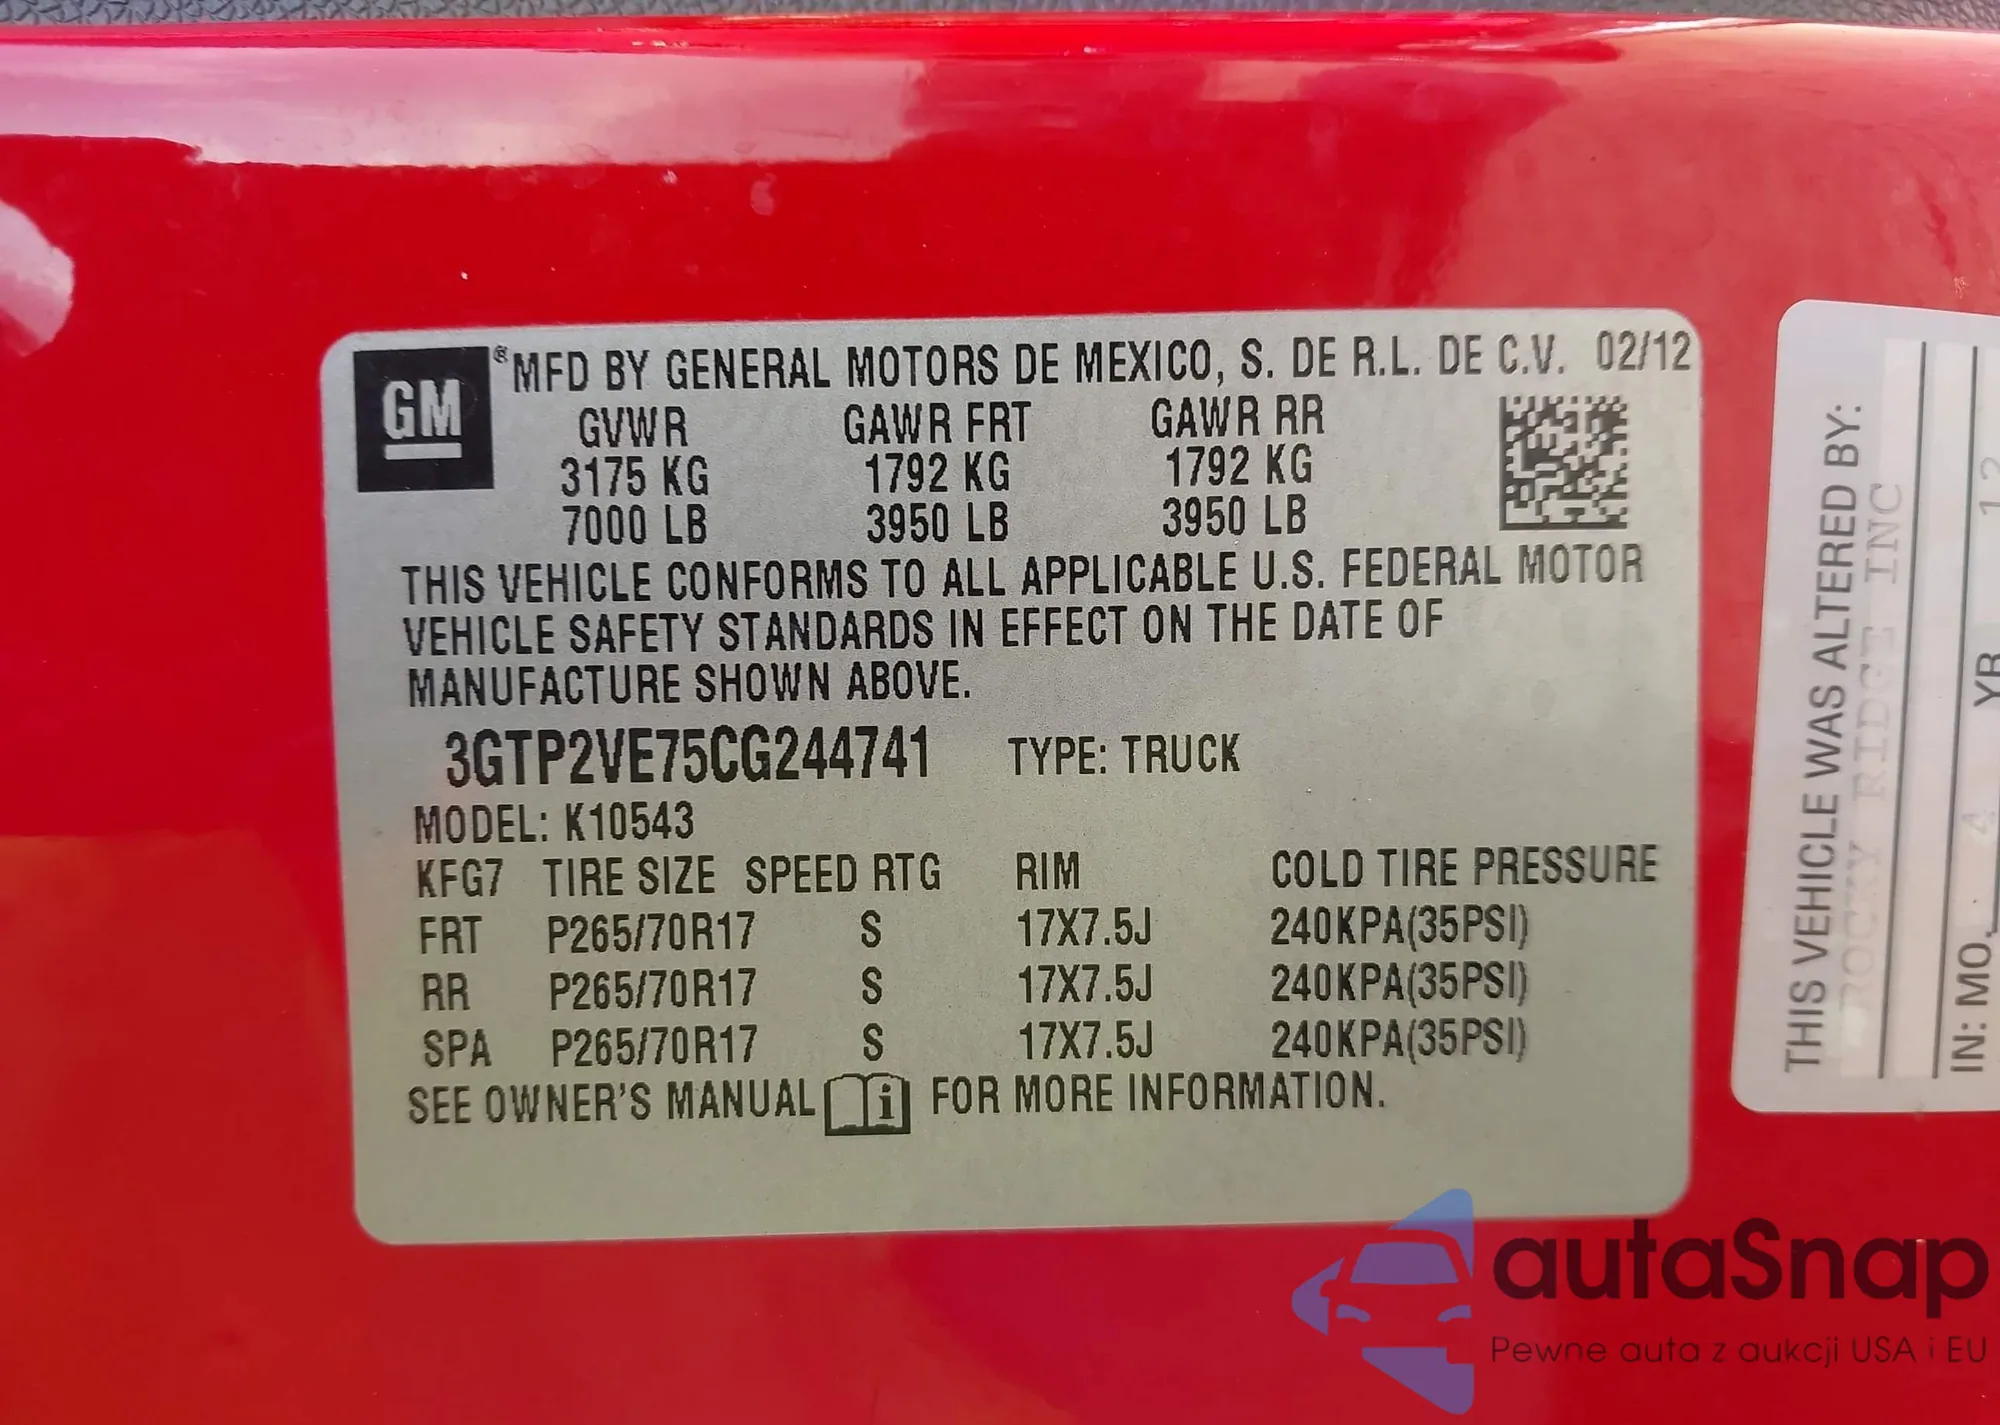 GM
® MFD BY GENERAL MOTORS DE MEXICO, S. DE R.L. DE C.V. 02/12
GVWR GAWR FRT GAWR RR
3175 KG 1792 KG 1792 KG
7000 LB 3950 LB 3950 LB
THIS VEHICLE CONFORMS TO ALL APPLICABLE U.S. FEDERAL MOTOR
VEHICLE SAFETY STANDARDS IN EFFECT ON THE DATE OF
MANUFACTURE SHOWN ABOVE.
3GTP2VE75CG244741 TYPE: TRUCK
MODEL: K10543
KFG7 TIRE SIZE SPEED RTG RIM COLD TIRE PRESSURE
FRT P265/70R17 S 17X7.5J 240KPA(35PSI)
RR P265/70R17 S 17X7.5J 240KPA(35PSI)
SPA P265/70R17 S 17X7.5J 240KPA(35PSI)
SEE OWNER'S MANUAL i FOR MORE INFORMATION.
THIS VEHICLE WAS ALTERED BY:
ROCKY RIDGE INC
IN: MO. 4 YR 12
autaSnap
Pewne auta z aukcji USA i EU